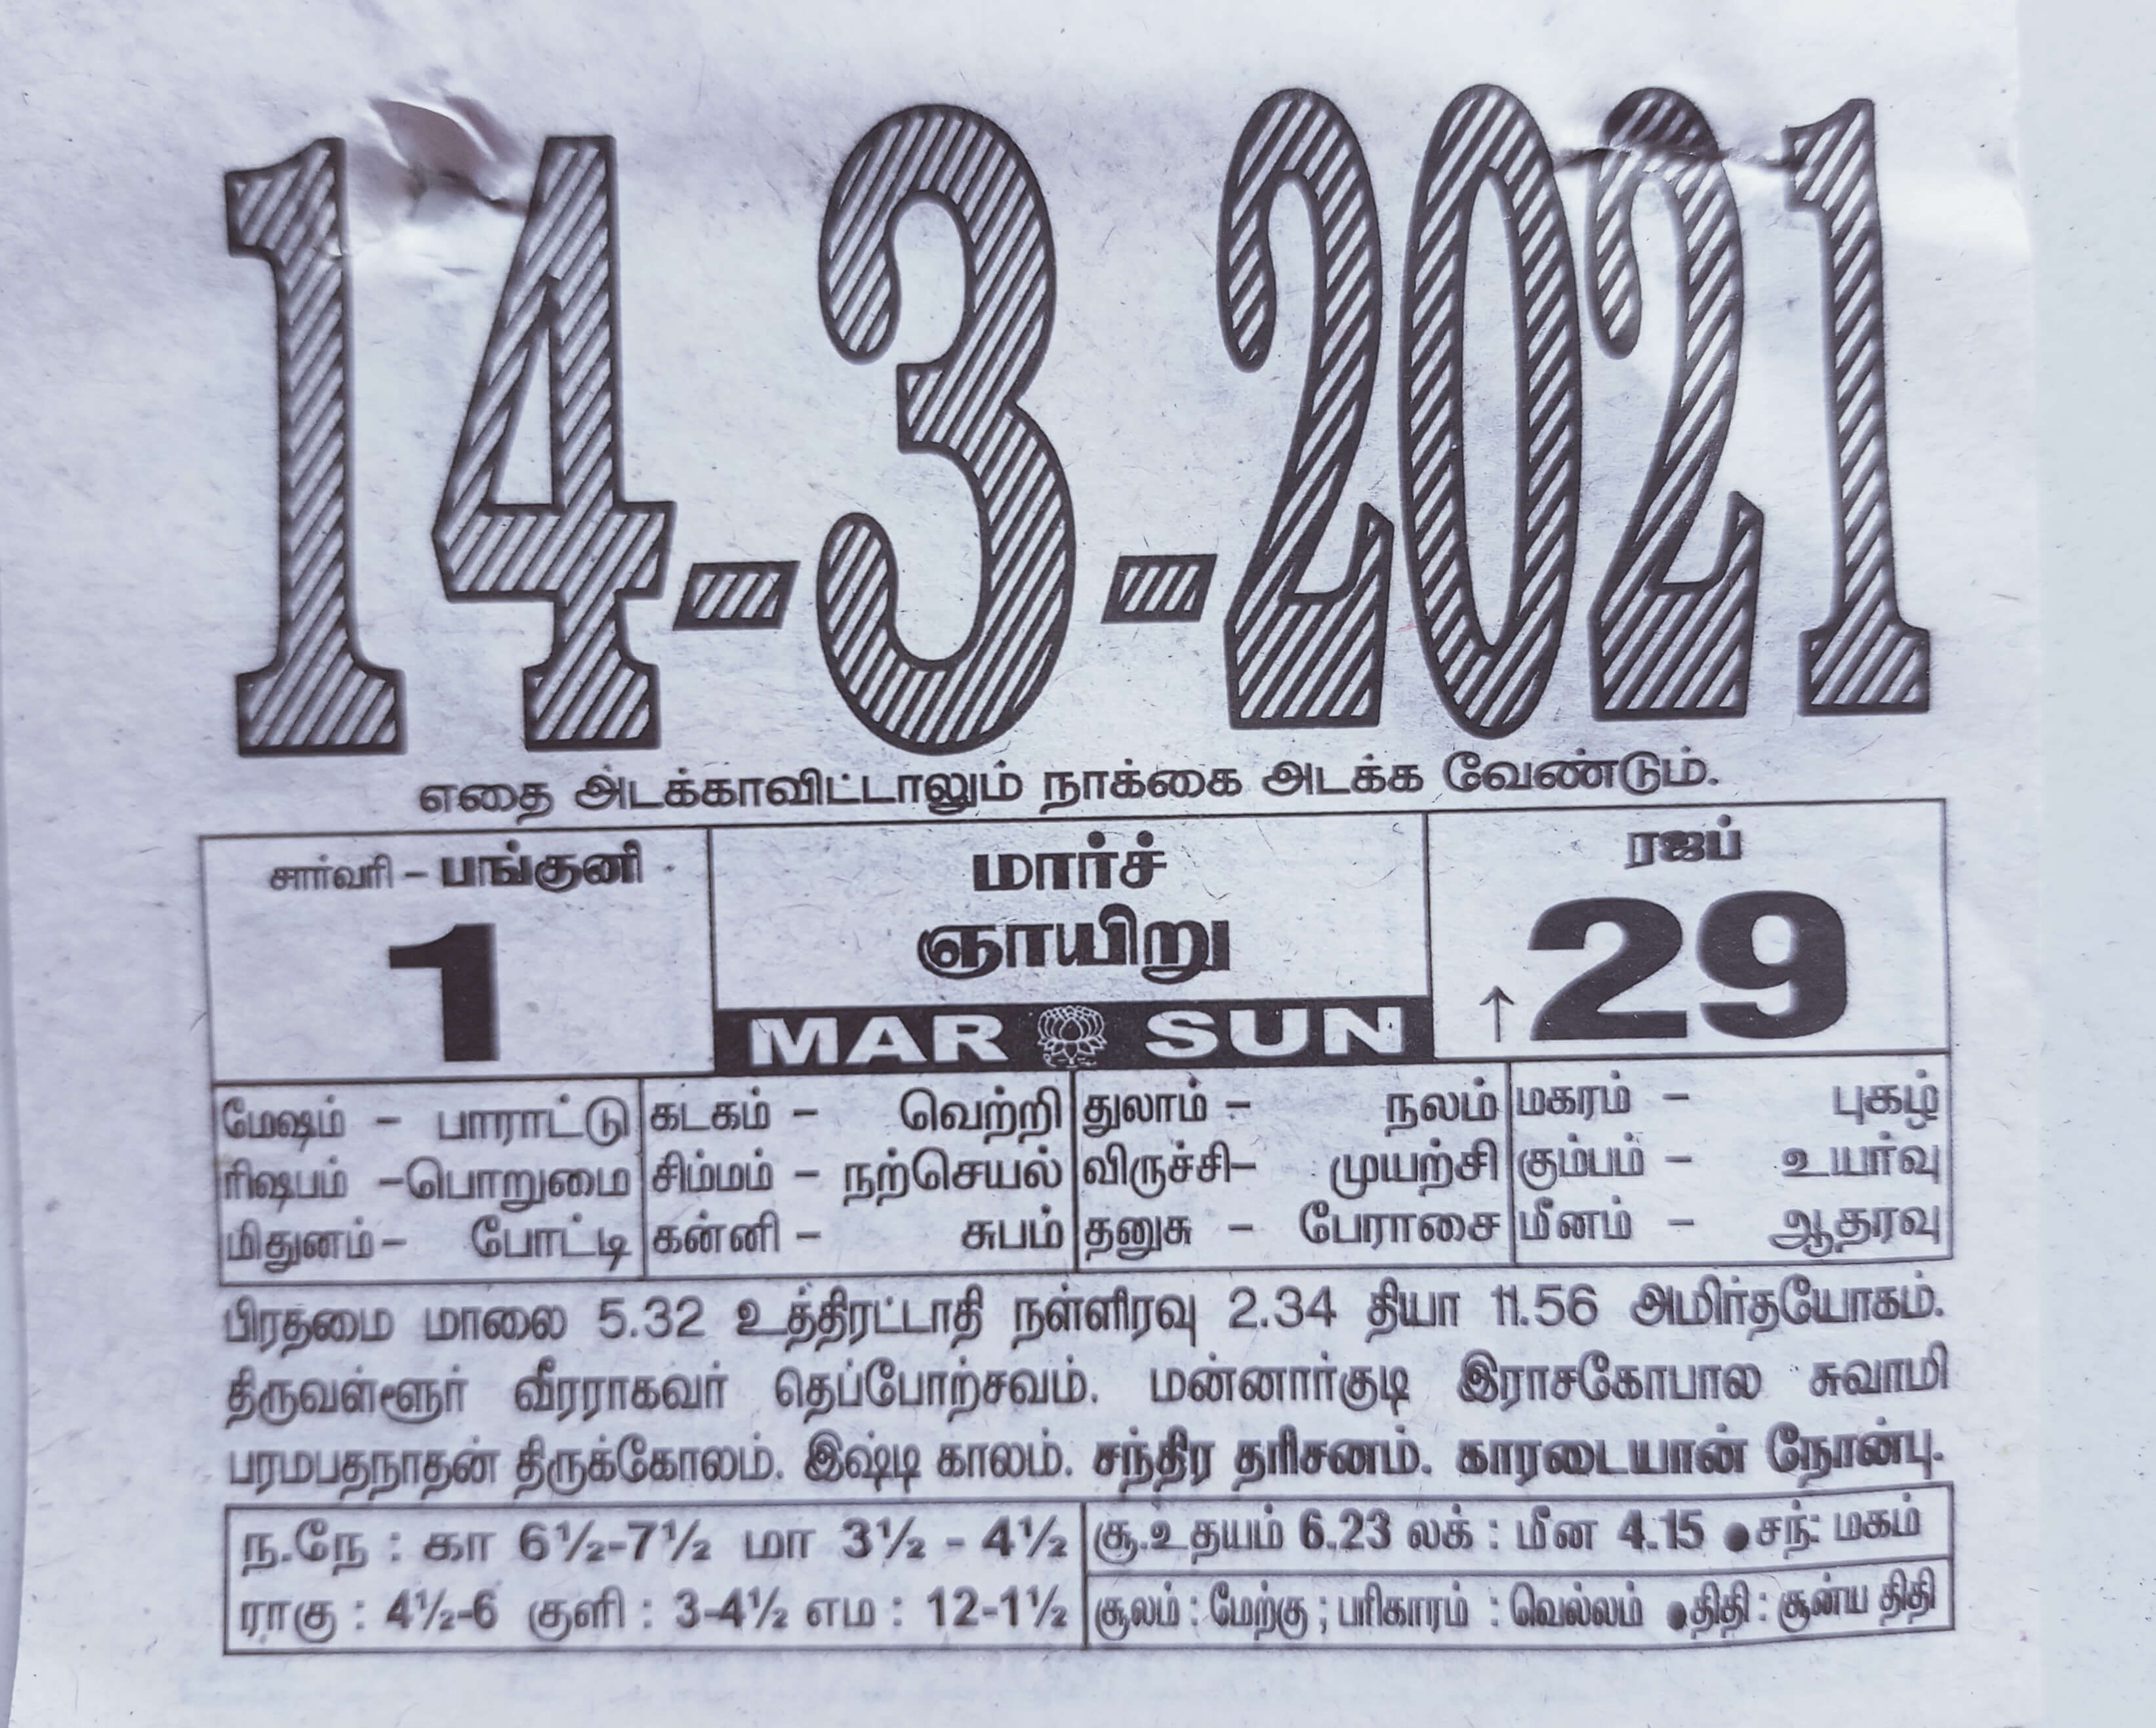 14-3-2021
எதை அடக்காவிட்டாலும் நாக்கை அடக்க வேண்டும்.
சார்வரி - பங்குனி
1
மார்ச்
ஞாயிறு
MAR SUN
ரஜப்
↑29
மேஷம் - பாராட்டு கடகம் - வெற்றி துலாம் - நலம் மகரம் - புகழ்
ரிஷபம் -பொறுமை சிம்மம் - நற்செயல் விருச்சி- முயற்சி கும்பம் - உயர்வு
மிதுனம்- போட்டி கன்னி - சுபம் தனுசு - பேராசை மீனம் - ஆதரவு
பிரதமை மாலை 5.32 உத்திரட்டாதி நள்ளிரவு 2.34 தியா 11.56 அமிர்தயோகம்.
திருவள்ளூர் வீரராகவர் தெப்போற்சவம். மன்னார்குடி இராசகோபால சுவாமி
பரமபதநாதன் திருக்கோலம். இஷ்டி காலம். சந்திர தரிசனம். காரடையான் நோன்பு.
ந.நே : கா 6½-7½ மா 3½ - 4½
ராகு : 4½-6 குளி : 3-4½ எம : 12-1½
சூ.உதயம் 6.23 லக் : மீன 4.15 ●சந்: மகம்
சூலம் : மேற்கு ; பரிகாரம் : வெல்லம் ●திதி : சூன்ய திதி